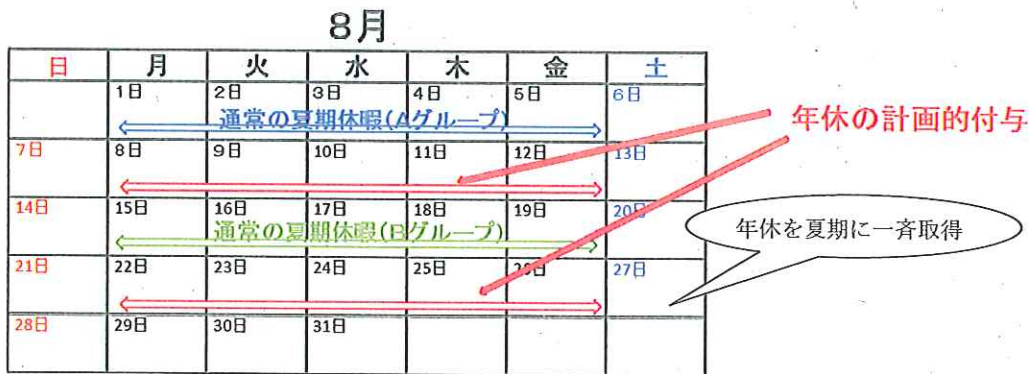 8月
日 月 火 水 木 金 土
1日 2日 3日 4日 5日 6日
通常の夏期休暇(Aグループ)
年休の計画的付与
7日 8日 9日 10日 11日 12日 13日
14日 15日 16日 17日 18日 19日 20日
通常の夏期休暇(Bグループ)
年休を夏期に一斉取得
21日 22日 23日 24日 25日 26日 27日
28日 29日 30日 31日